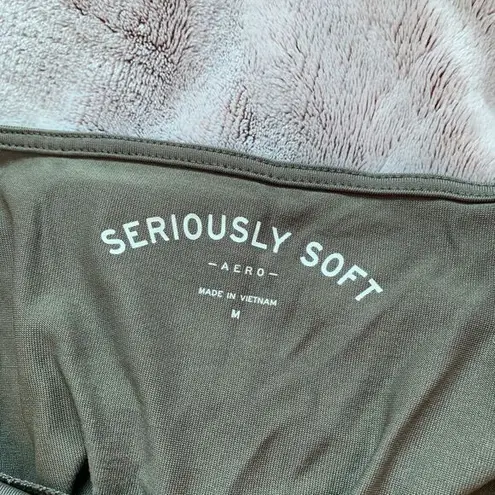 SERIOUSLY SOFT
—AERO—
MADE IN VIETNAM
M